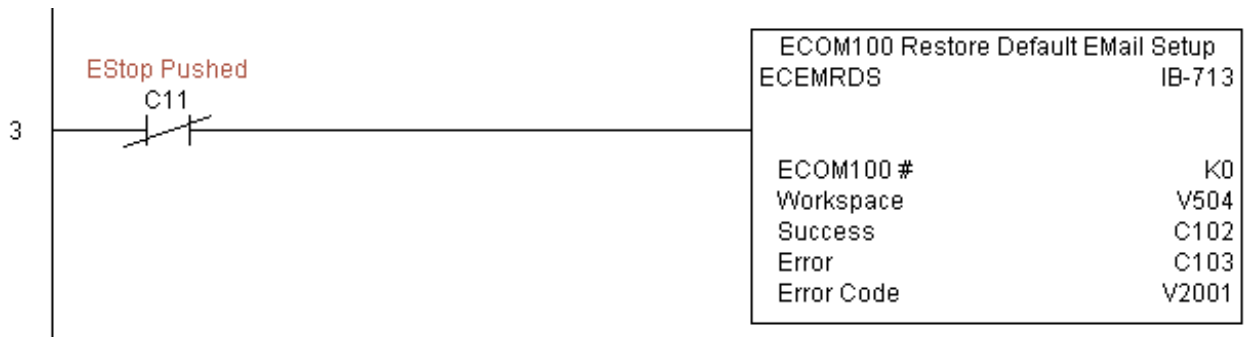 EStop Pushed
C11
3
ECOM100 Restore Default EMail Setup
ECEMRDS IB-713
ECOM100 # K0
Workspace V504
Success C102
Error C103
Error Code V2001